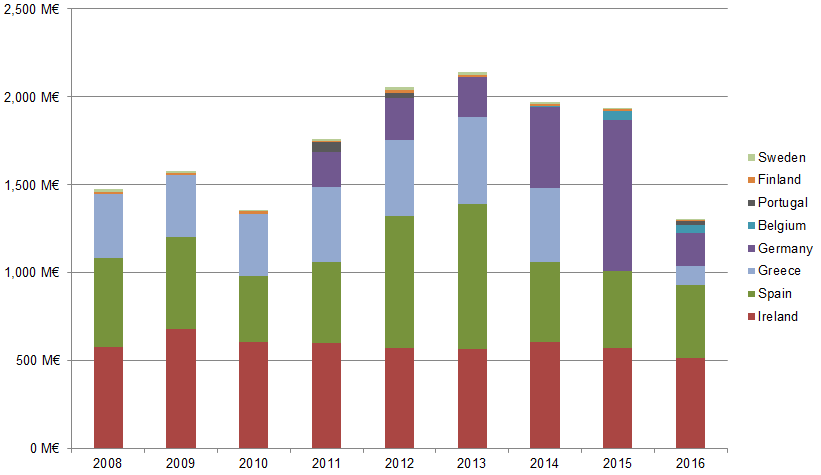 2,500 M€
2,000 M€
1,500 M€
1,000 M€
500 M€
0 M€
2008 2009 2010 2011 2012 2013 2014 2015 2016
Sweden
Finland
Portugal
Belgium
Germany
Greece
Spain
Ireland